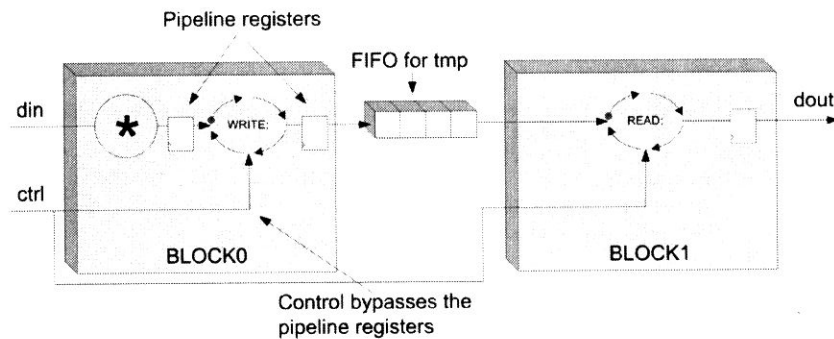 Pipeline registers
FIFO for tmp
din
*
WRITE:
READ:
dout
ctrl
BLOCK0
BLOCK1
Control bypasses the
pipeline registers